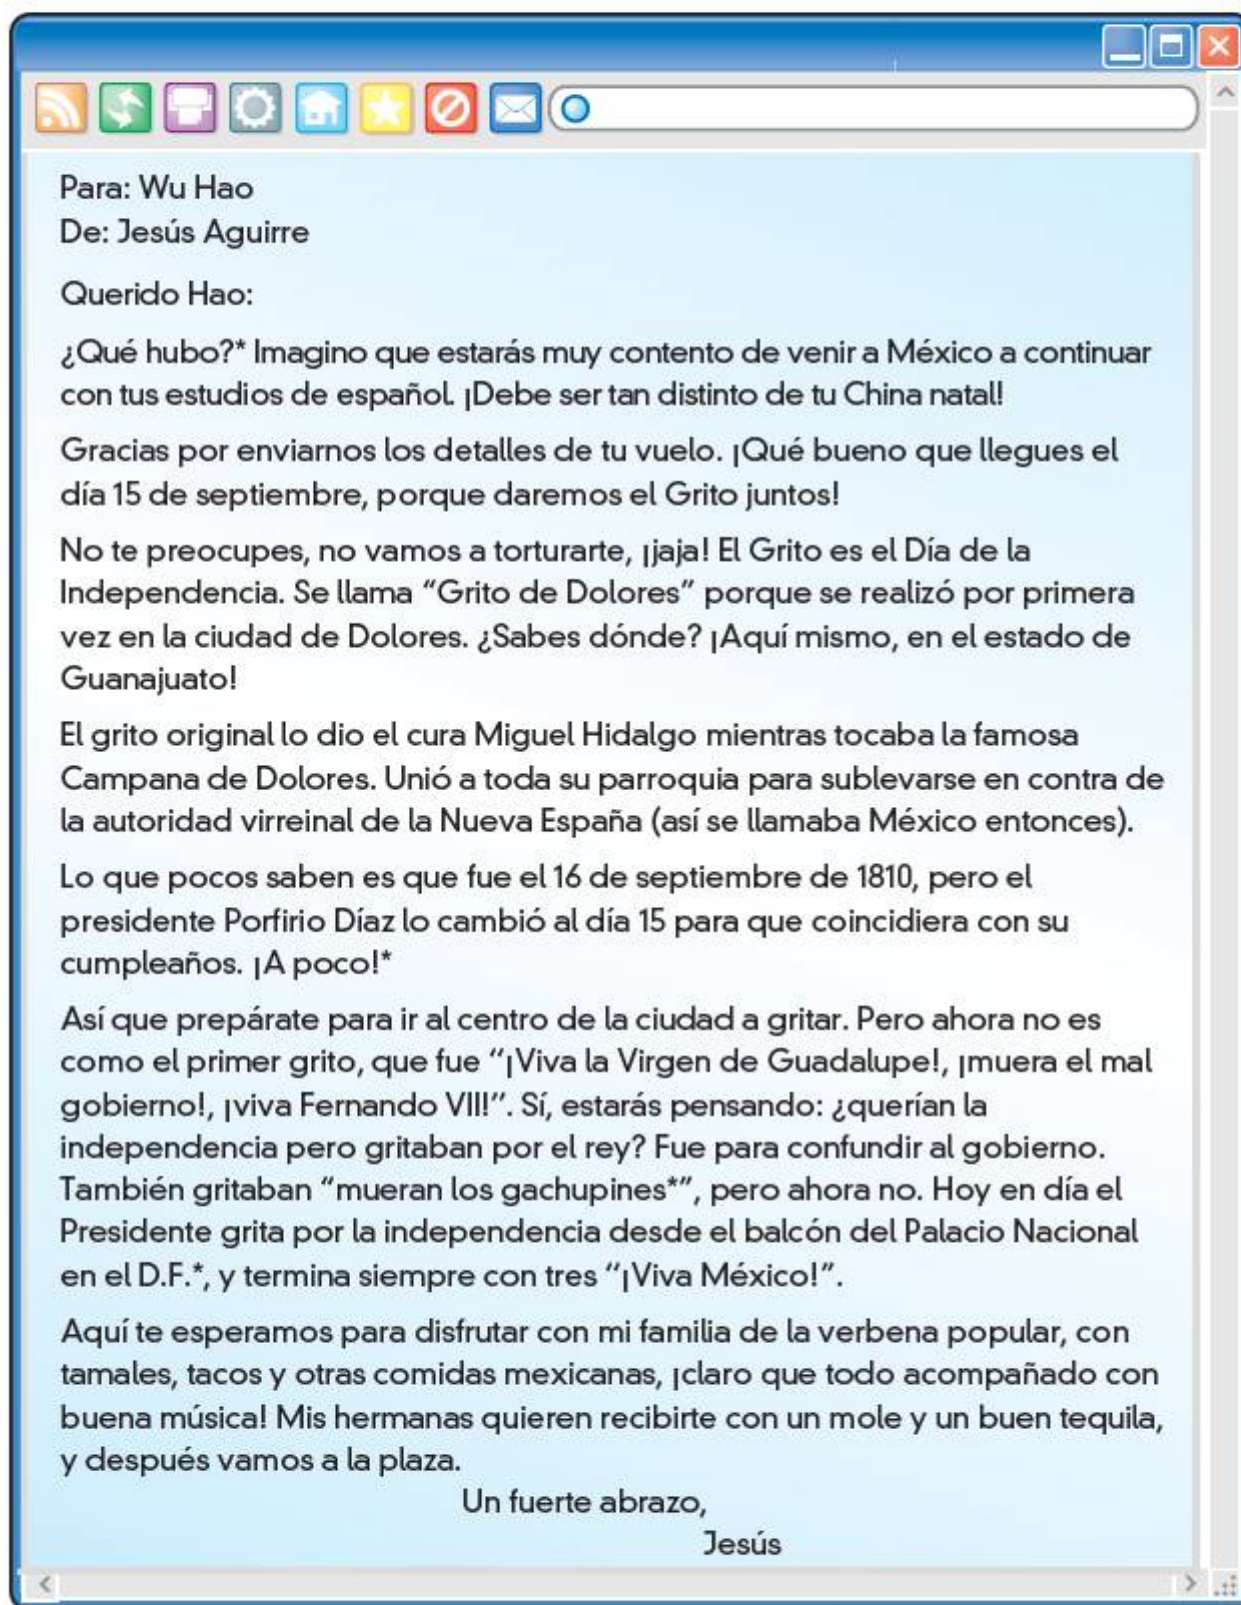 Para: Wu Hao
De: Jesús Aguirre
Querido Hao:
¿Qué hubo?* Imagino que estarás muy contento de venir a México a continuar
con tus estudios de español. ¡Debe ser tan distinto de tu China natal!
Gracias por enviarnos los detalles de tu vuelo. ¡Qué bueno que llegues el
día 15 de septiembre, porque daremos el Grito juntos!
No te preocupes, no vamos a torturarte, ¡jaja! El Grito es el Día de la
Independencia. Se llama “Grito de Dolores” porque se realizó por primera
vez en la ciudad de Dolores. ¿Sabes dónde? ¡Aquí mismo, en el estado de
Guanajuato!
El grito original lo dio el cura Miguel Hidalgo mientras tocaba la famosa
Campana de Dolores. Unió a toda su parroquia para sublevarse en contra de
la autoridad virreinal de la Nueva España (así se llamaba México entonces).
Lo que pocos saben es que fue el 16 de septiembre de 1810, pero el
presidente Porfirio Díaz lo cambió al día 15 para que coincidiera con su
cumpleaños. ¡A poco!*
Así que prepárate para ir al centro de la ciudad a gritar. Pero ahora no es
como el primer grito, que fue “¡Viva la Virgen de Guadalupe!, ¡muera el mal
gobierno!, ¡viva Fernando VII!”. Sí, estarás pensando: ¿querían la
independencia pero gritaban por el rey? Fue para confundir al gobierno.
También gritaban “mueran los gachupines*”, pero ahora no. Hoy en día el
Presidente grita por la independencia desde el balcón del Palacio Nacional
en el D.F.*, y termina siempre con tres “¡Viva México!”.
Aquí te esperamos para disfrutar con mi familia de la verbena popular, con
tamales, tacos y otras comidas mexicanas, ¡claro que todo acompañado con
buena música! Mis hermanas quieren recibirte con un mole y un buen tequila,
y después vamos a la plaza.
Un fuerte abrazo,
Jesús